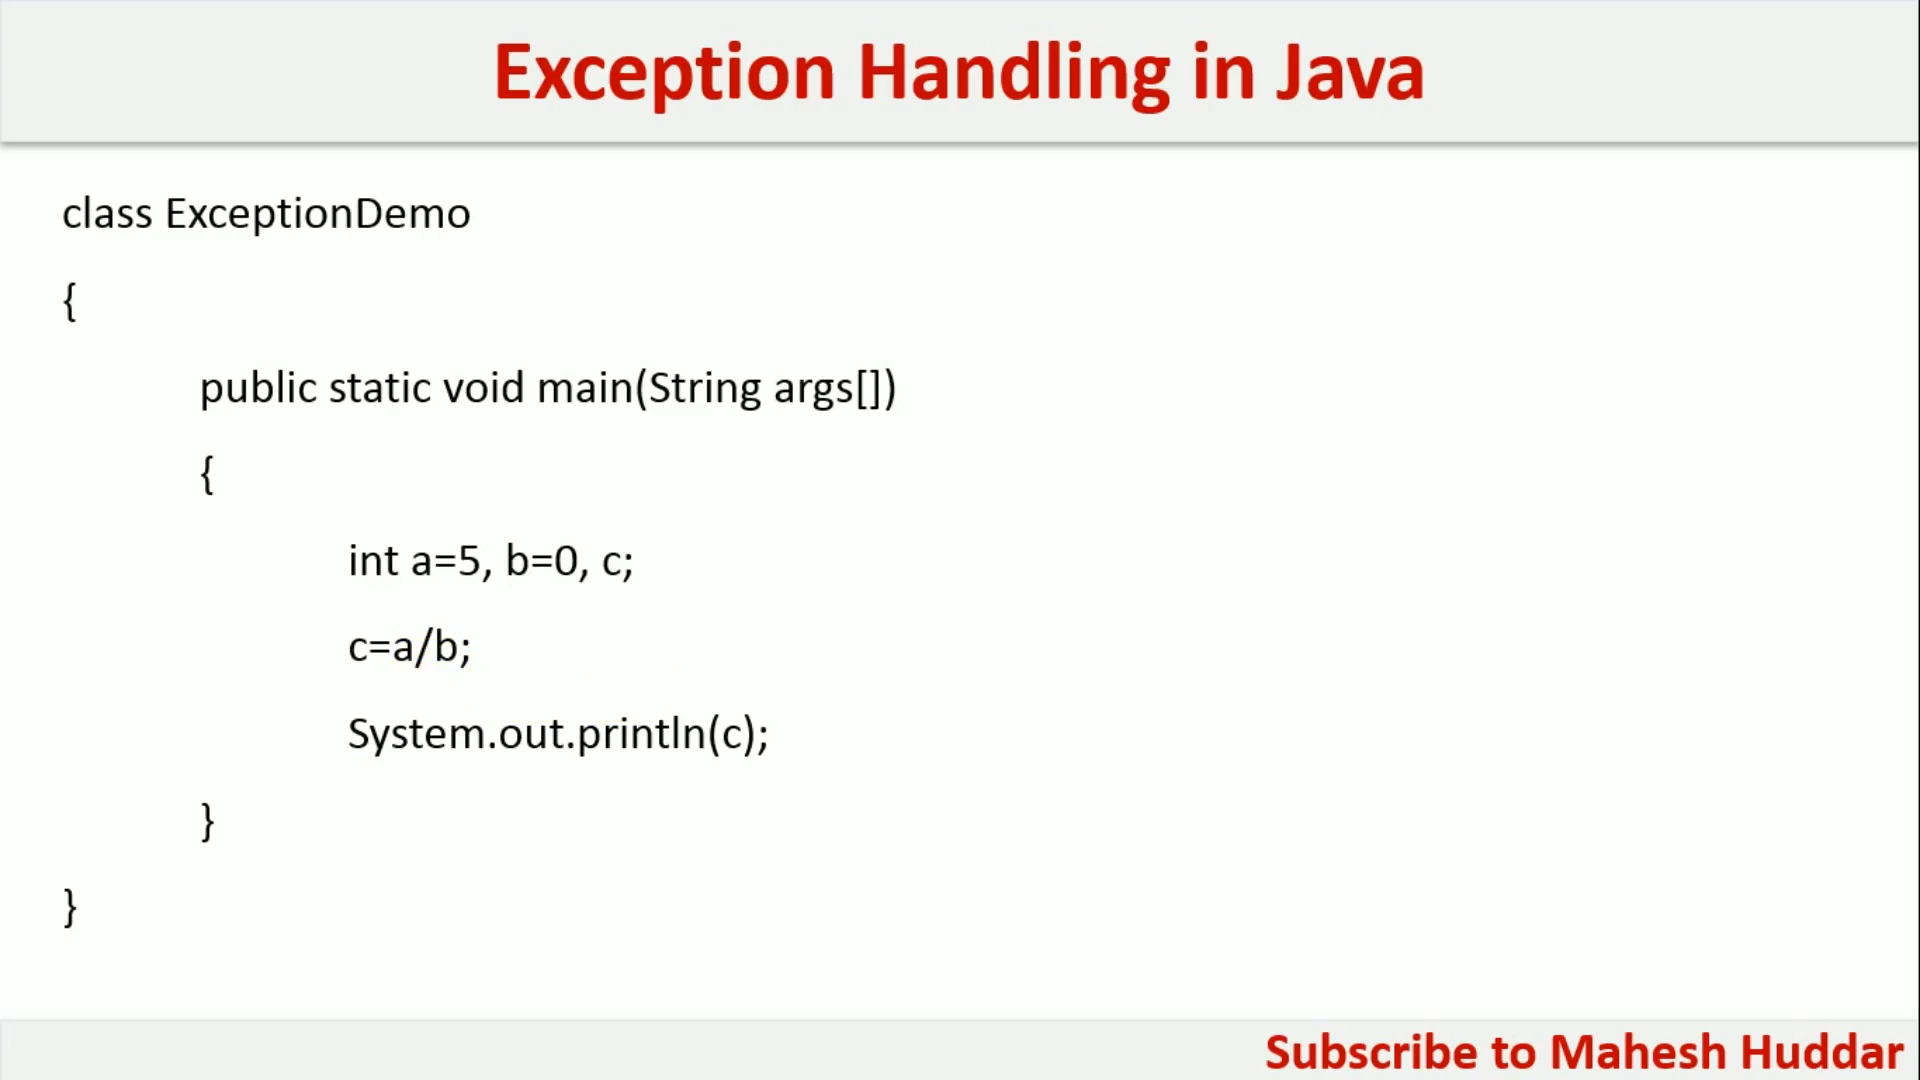 Exception Handling in Java
class ExceptionDemo
{
public static void main(String args[])
{
int a=5, b=0, c;
c=a/b;
System.out.println(c);
}
}
Subscribe to Mahesh Huddar